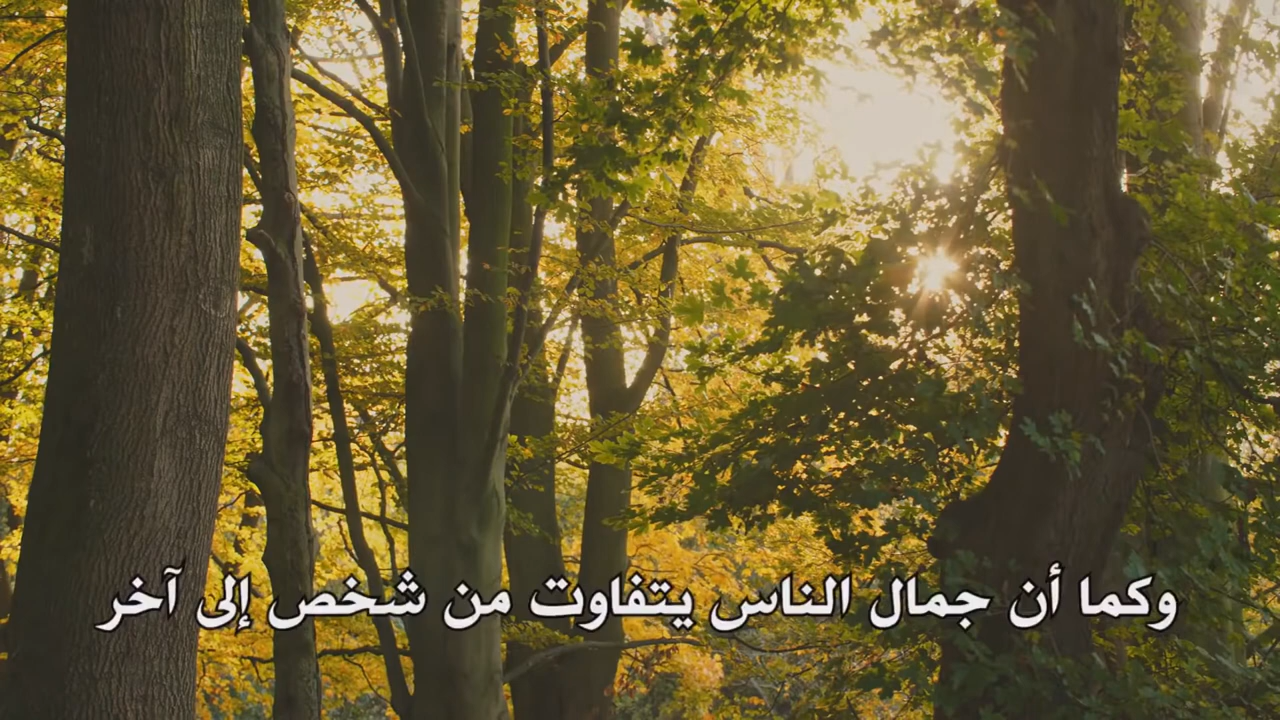 وكما أن جمال الناس يتفاوت من شخص إلى آخر